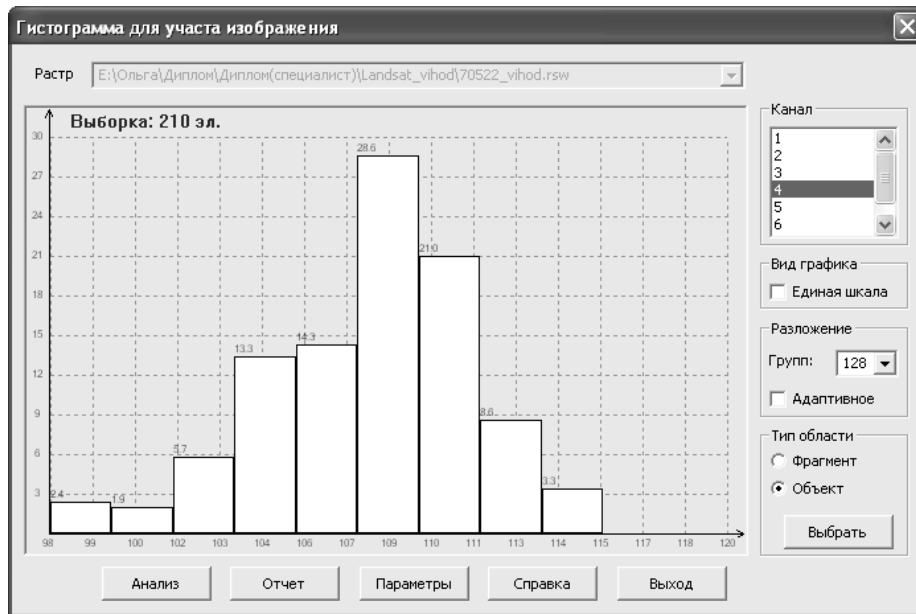 Гистограмма для участа изображения
Растр E:\Ольга\Диплом\Диплом(специалист)\Landsat_vihod\70522_vihod.rsw
Выборка: 210 эл.
30
27
24
21
18
15
12
9
6
3
2.4 1.9 5.7 13.3 14.3 28.6 21.0 8.6 3.3
98 99 100 102 103 104 106 107 109 110 111 113 114 115 117 118 120
Канал
1
2
3
4
5
6
Вид графика
Единая шкала
Разложение
Групп: 128
Адаптивное
Тип области
Фрагмент
Объект
Выбрать
Анализ Отчет Параметры Справка Выход